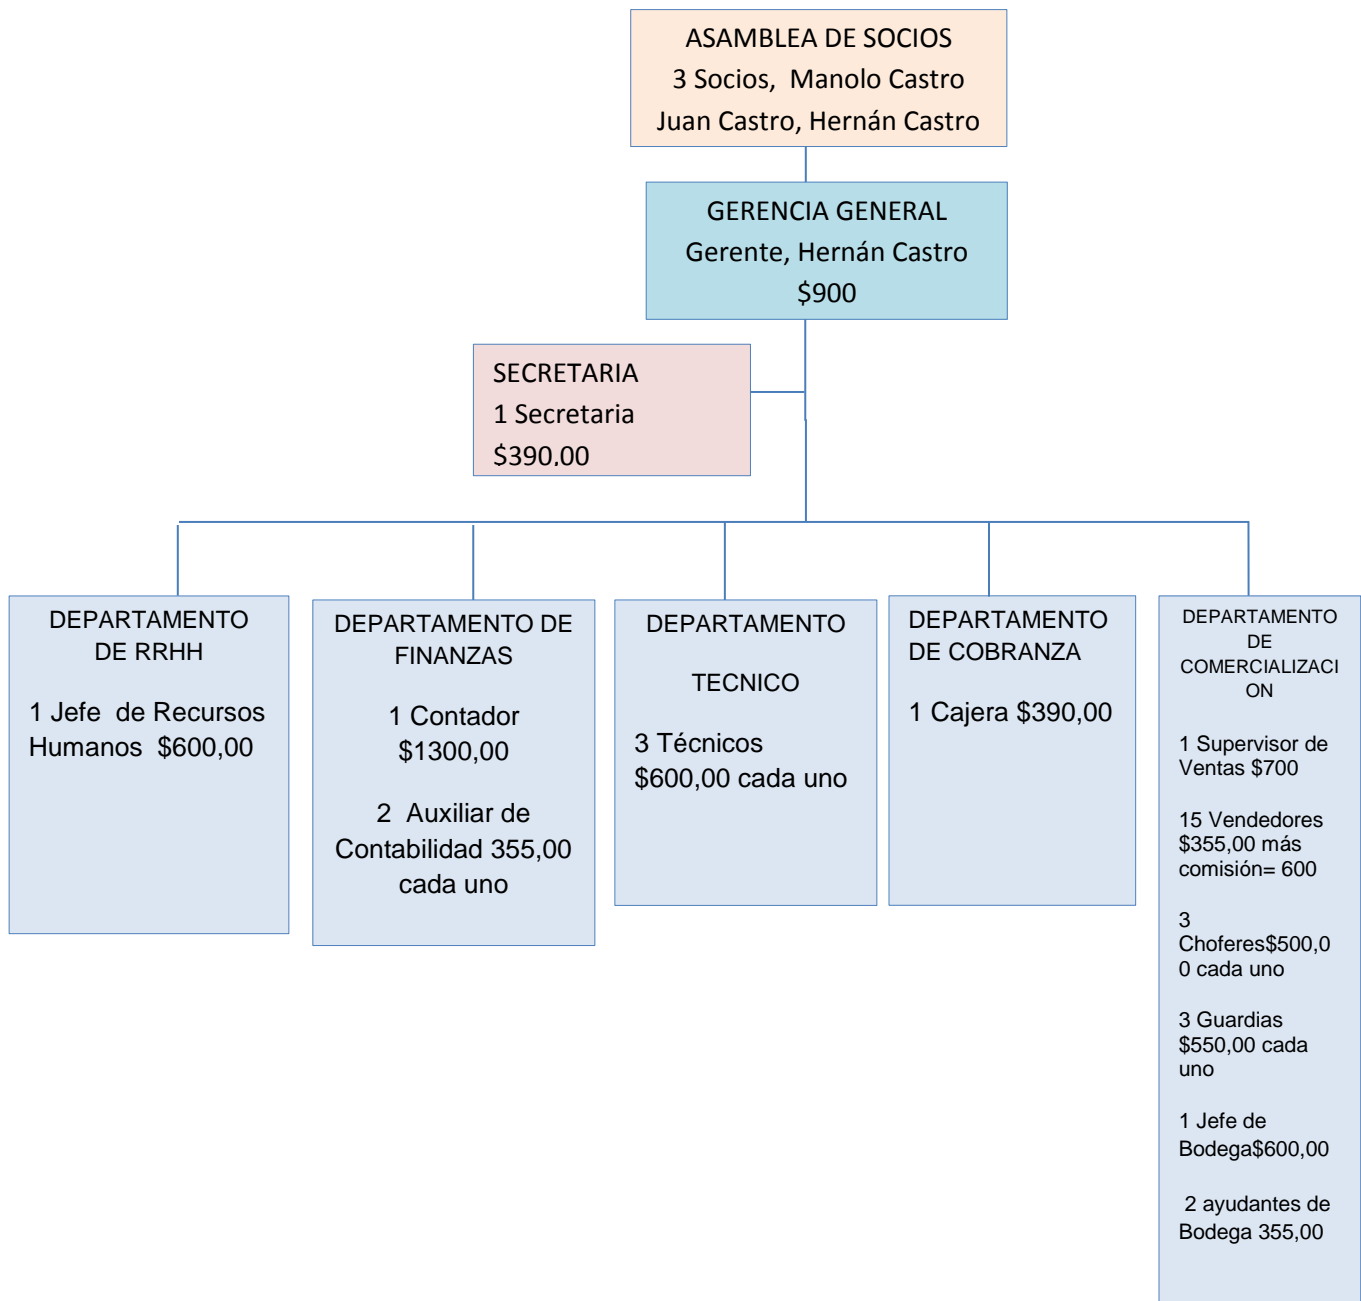 ASAMBLEA DE SOCIOS
3 Socios, Manolo Castro
Juan Castro, Hernán Castro
GERENCIA GENERAL
Gerente, Hernán Castro
$900
SECRETARIA
1 Secretaria
$390,00
DEPARTAMENTO
DE RRHH
1 Jefe de Recursos
Humanos $600,00
DEPARTAMENTO DE
FINANZAS
1 Contador
$1300,00
2 Auxiliar de
Contabilidad 355,00
cada uno
DEPARTAMENTO
TECNICO
3 Técnicos
$600,00 cada uno
DEPARTAMENTO
DE COBRANZA
1 Cajera $390,00
DEPARTAMENTO
DE
COMERCIALIZACI
ON
1 Supervisor de
Ventas $700
15 Vendedores
$355,00 más
comisión= 600
3
Choferes$500,0
0 cada uno
3 Guardias
$550,00 cada
uno
1 Jefe de
Bodega$600,00
2 ayudantes de
Bodega 355,00